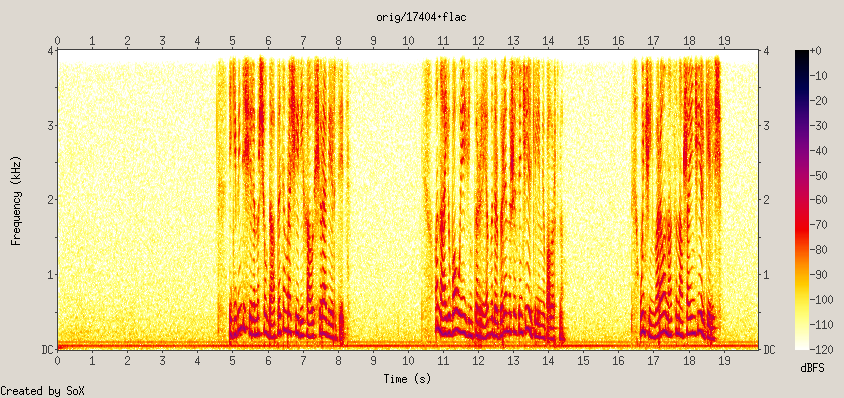 orig/17404•flac
0 1 2 3 4 5 6 7 8 9 10 11 12 13 14 15 16 17 18 19
4 4 +0
-10
-20
3 3 -30
-40
-50
2 2 -60
-70
-80
1 1 -90
-100
-110
DC DC -120
Frequency (kHz)
0 1 2 3 4 5 6 7 8 9 10 11 12 13 14 15 16 17 18 19
dBFS
Time (s)
Created by SoX